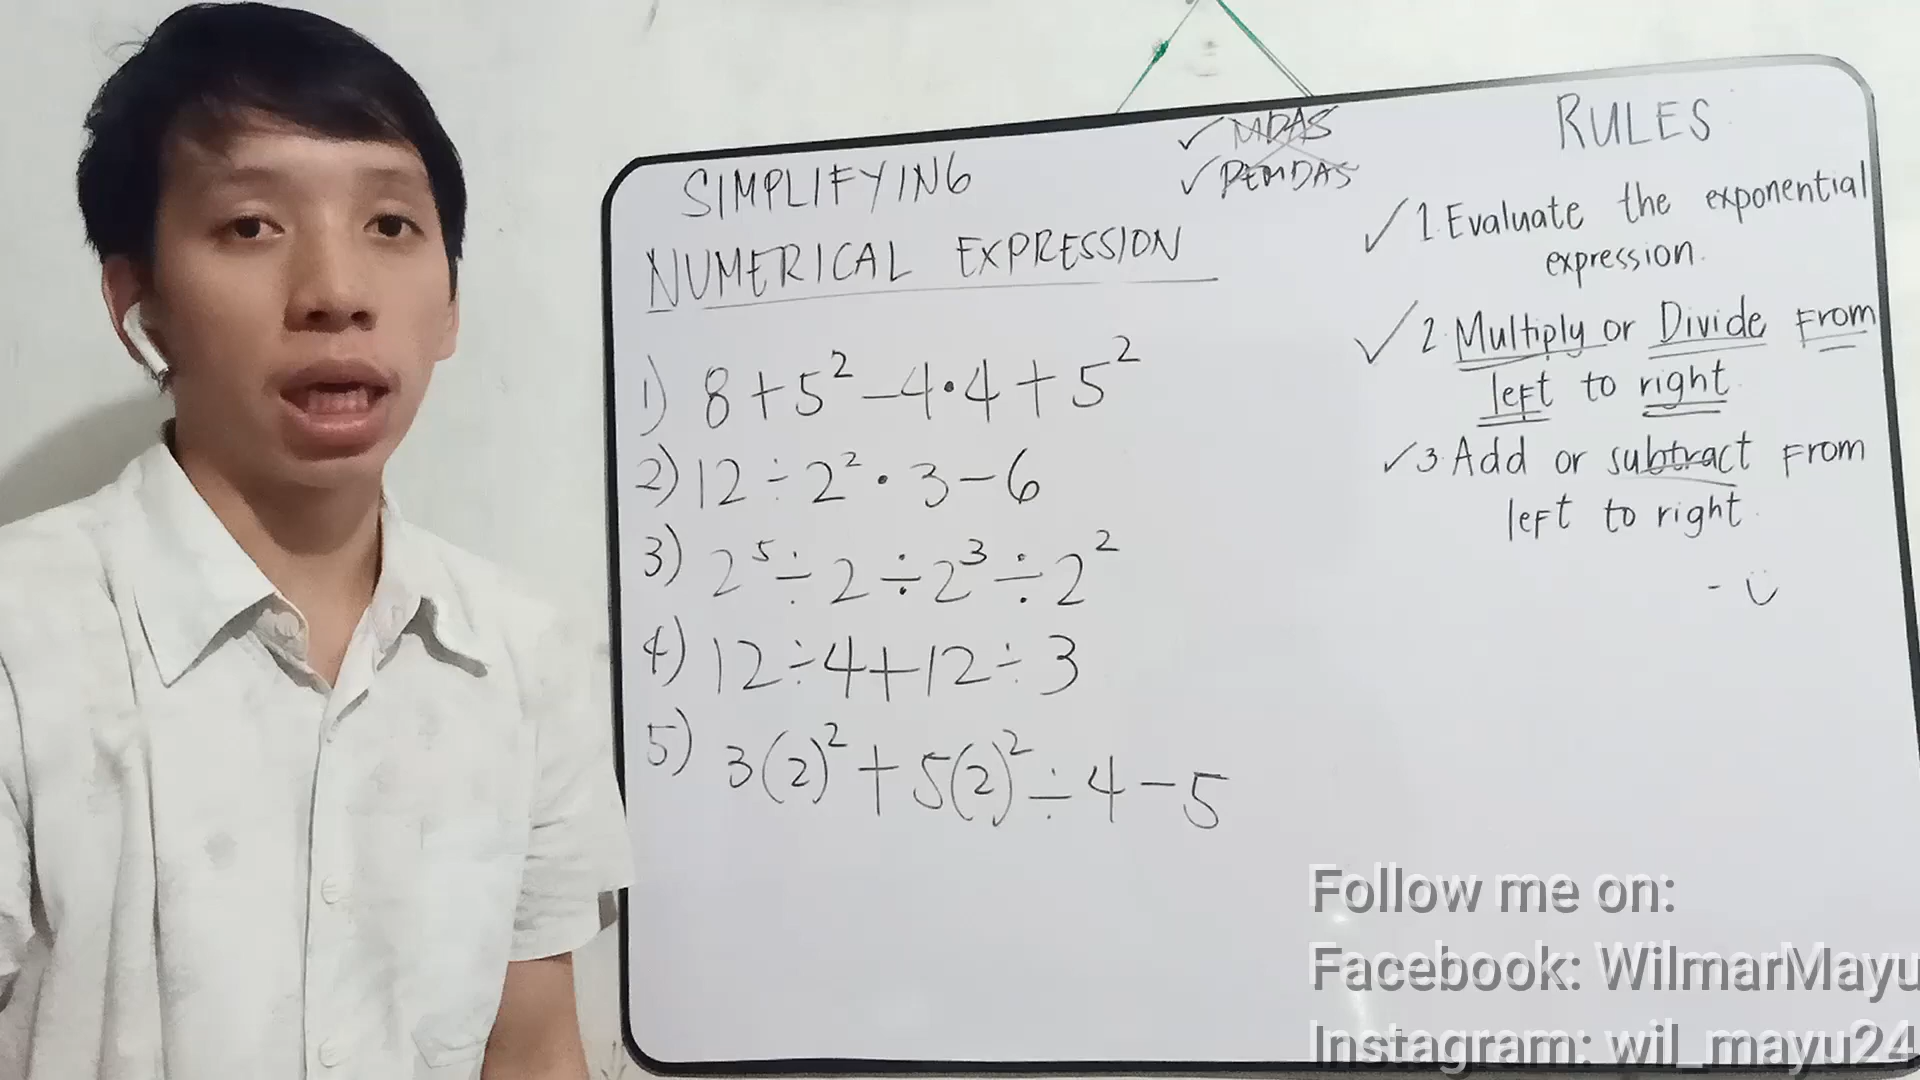 SIMPLIFYING
NUMERICAL EXPRESSION
✓ MDAS
✓ PEMDAS
1) 8 + 5² - 4 • 4 + 5²
2) 12 ÷ 2² • 3 - 6
3) 2⁵ ÷ 2 ÷ 2³ ÷ 2²
4) 12 ÷ 4 + 12 ÷ 3
5) 3(2)² + 5(2)² ÷ 4 - 5
RULES
✓ 1. Evaluate the exponential
expression.
✓ 2. Multiply or Divide From
left to right
✓ 3. Add or subtract From
left to right.
Follow me on:
Facebook: WilmarMayu
Instagram: wil_mayu24